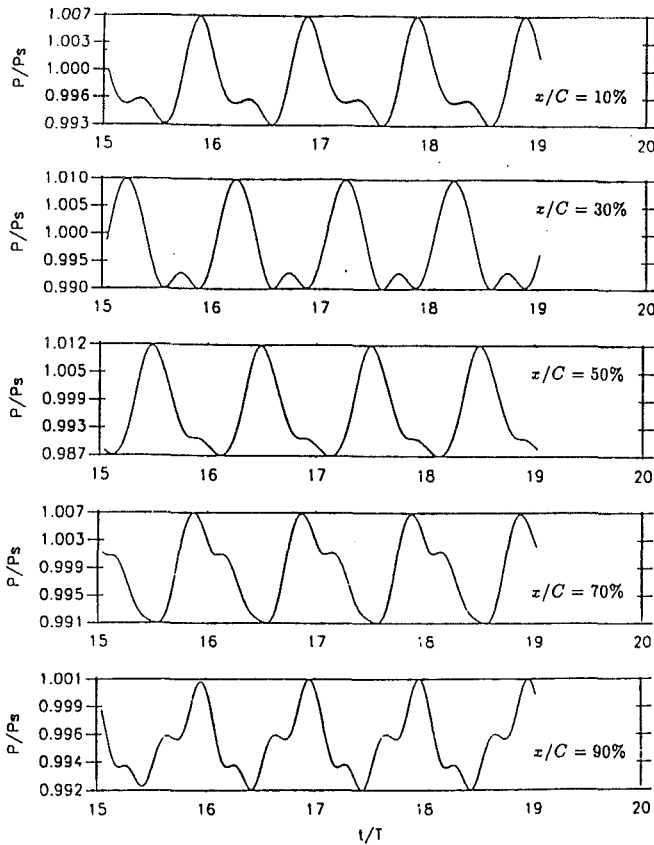 1.007
1.003
1.000
0.996
0.993
P/Ps
x/C = 10%
15 16 17 18 19 20
1.010
1.005
1.000
0.995
0.990
P/Ps
x/C = 30%
15 16 17 18 19 20
1.012
1.005
0.999
0.993
0.987
P/Ps
x/C = 50%
15 16 17 18 19 20
1.007
1.003
0.999
0.995
0.991
P/Ps
x/C = 70%
15 16 17 18 19 20
1.001
0.999
0.996
0.994
0.992
P/Ps
x/C = 90%
15 16 17 18 19 20
t/T